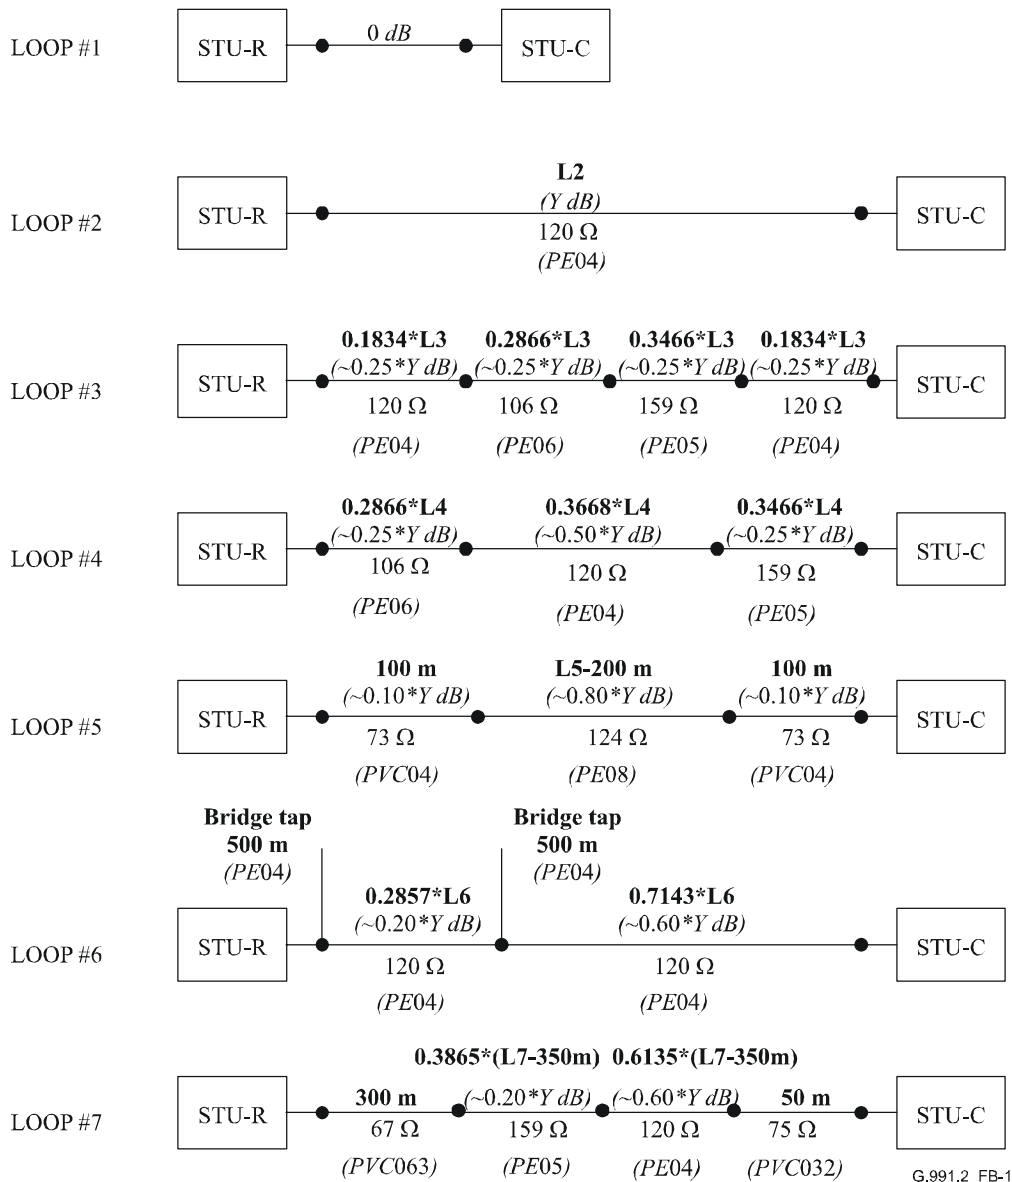 LOOP #1
STU-R
0 dB
STU-C
LOOP #2
STU-R
L2
(Y dB)
120 Ω
(PE04)
STU-C
LOOP #3
STU-R
0.1834*L3 0.2866*L3 0.3466*L3 0.1834*L3
(~0.25*Y dB) (~0.25*Y dB) (~0.25*Y dB) (~0.25*Y dB)
120 Ω 106 Ω 159 Ω 120 Ω
(PE04) (PE06) (PE05) (PE04)
STU-C
LOOP #4
STU-R
0.2866*L4 0.3668*L4 0.3466*L4
(~0.25*Y dB) (~0.50*Y dB) (~0.25*Y dB)
106 Ω 120 Ω 159 Ω
(PE06) (PE04) (PE05)
STU-C
LOOP #5
STU-R
100 m L5-200 m 100 m
(~0.10*Y dB) (~0.80*Y dB) (~0.10*Y dB)
73 Ω 124 Ω 73 Ω
(PVC04) (PE08) (PVC04)
STU-C
Bridge tap Bridge tap
500 m 500 m
(PE04) (PE04)
LOOP #6
STU-R
0.2857*L6 0.7143*L6
(~0.20*Y dB) (~0.60*Y dB)
120 Ω 120 Ω
(PE04) (PE04)
STU-C
0.3865*(L7-350m) 0.6135*(L7-350m)
LOOP #7
STU-R
300 m (~0.20*Y dB) (~0.60*Y dB) 50 m
67 Ω 159 Ω 120 Ω 75 Ω
(PVC063) (PE05) (PE04) (PVC032)
STU-C
G.991.2_FB-1